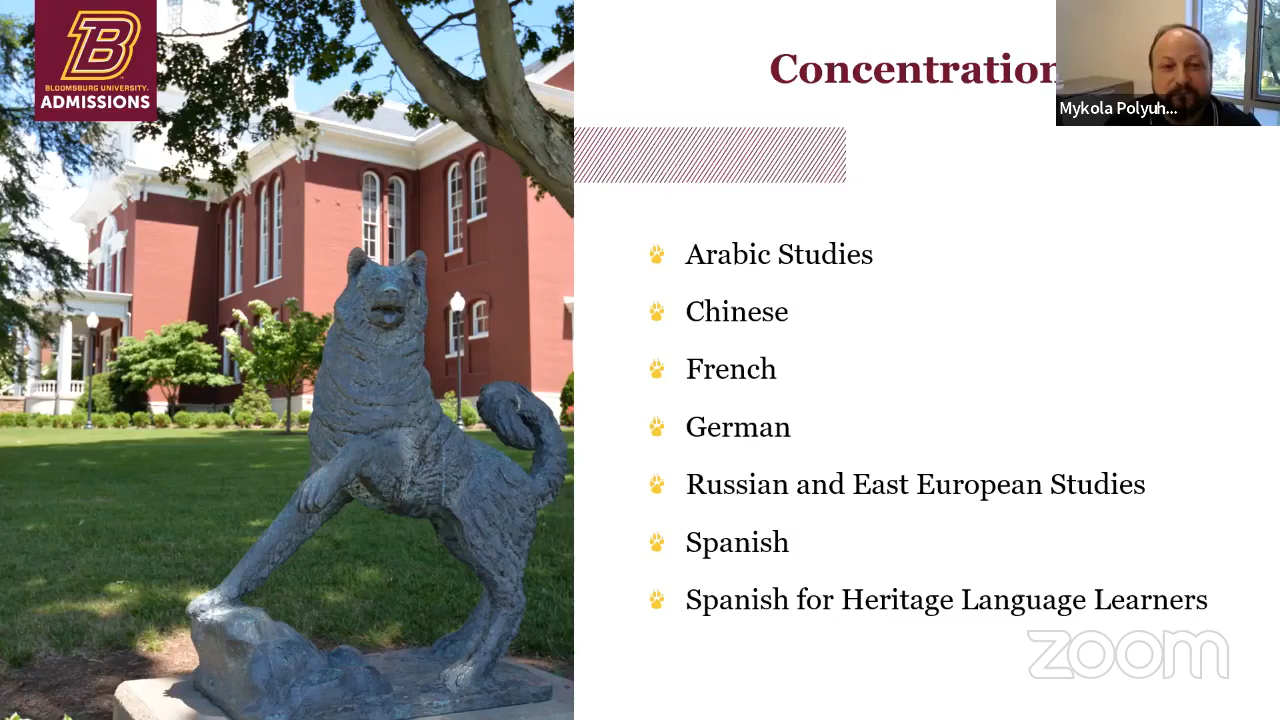 B
BLOOMSBURG UNIVERSITY.
ADMISSIONS
Concentration
Mykola Polyuh...
Arabic Studies
Chinese
French
German
Russian and East European Studies
Spanish
Spanish for Heritage Language Learners
zoom